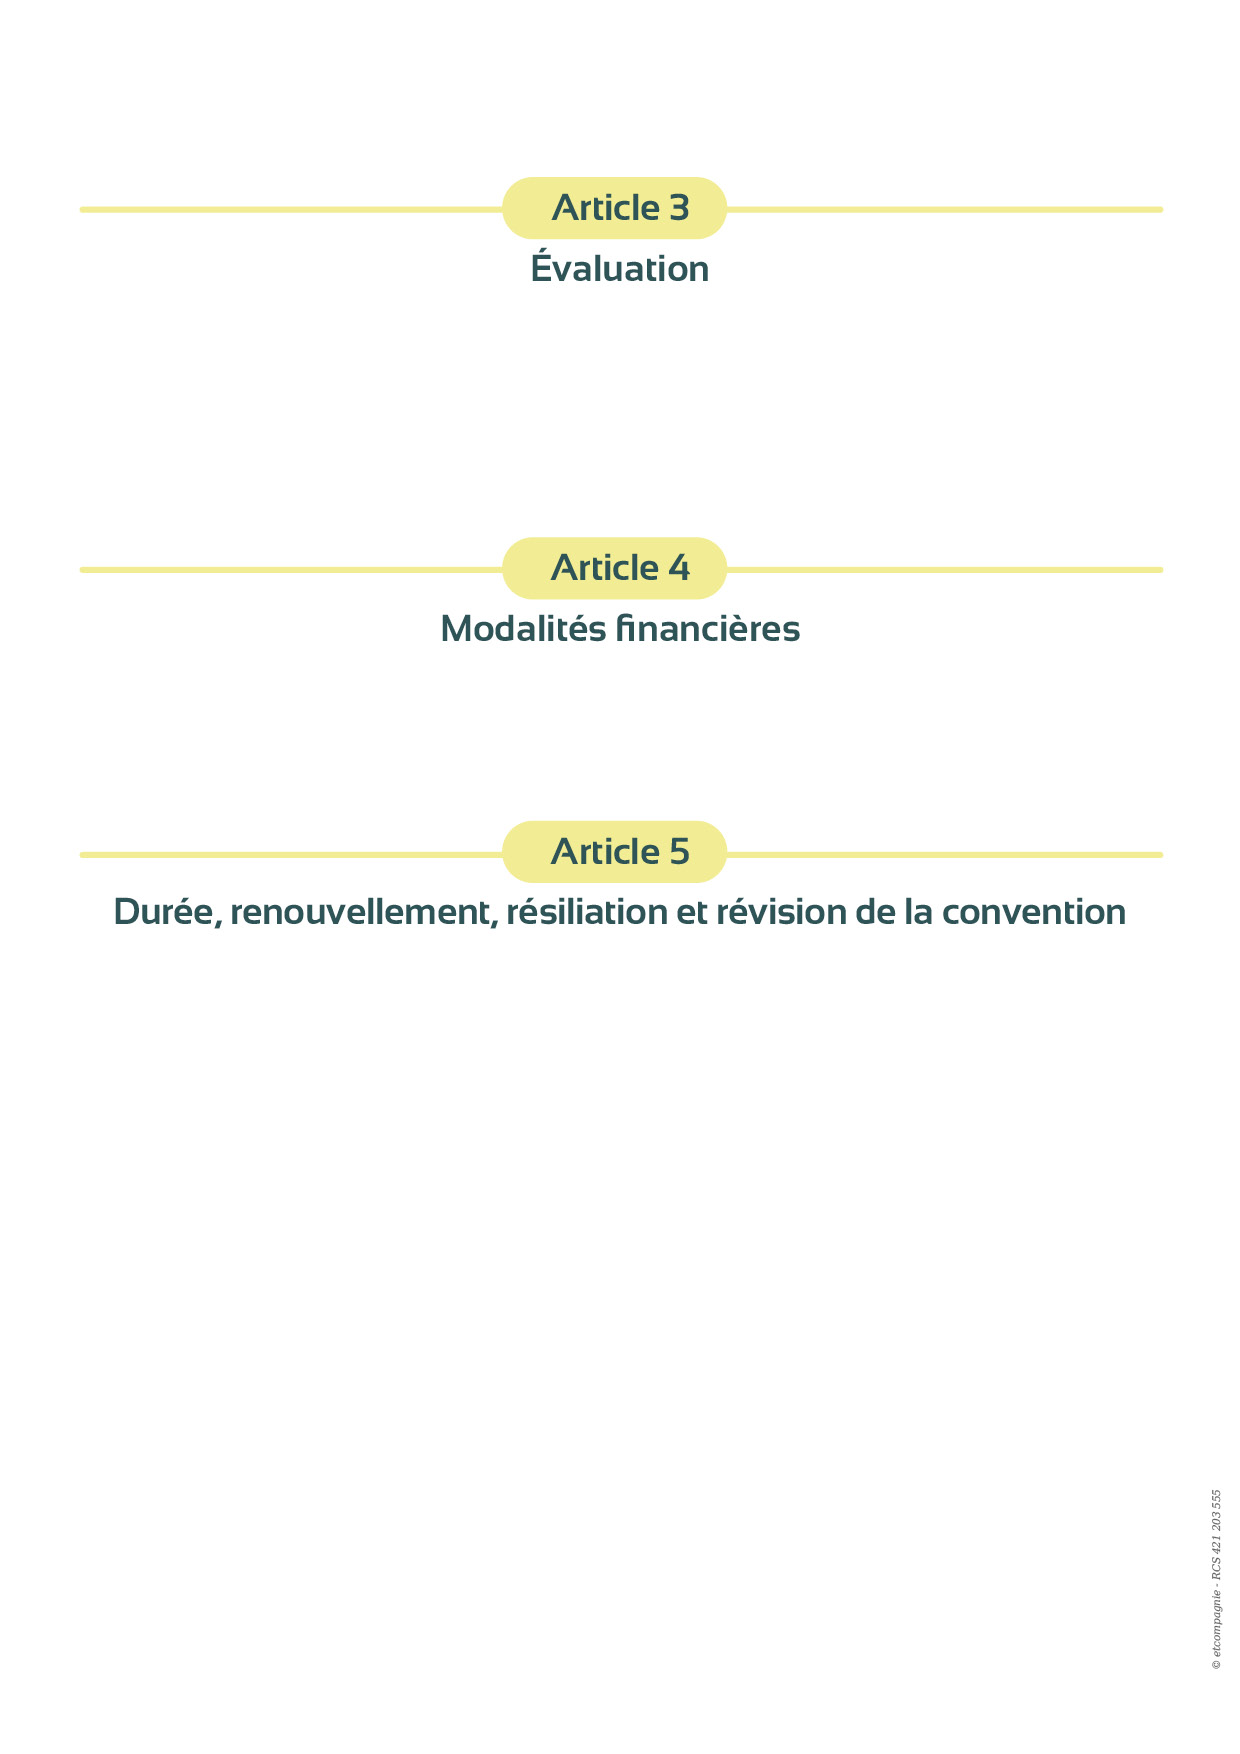 Article 3
Évaluation
Article 4
Modalités financières
Article 5
Durée, renouvellement, résiliation et révision de la convention
© etcompagnie - RCS 421 203 555